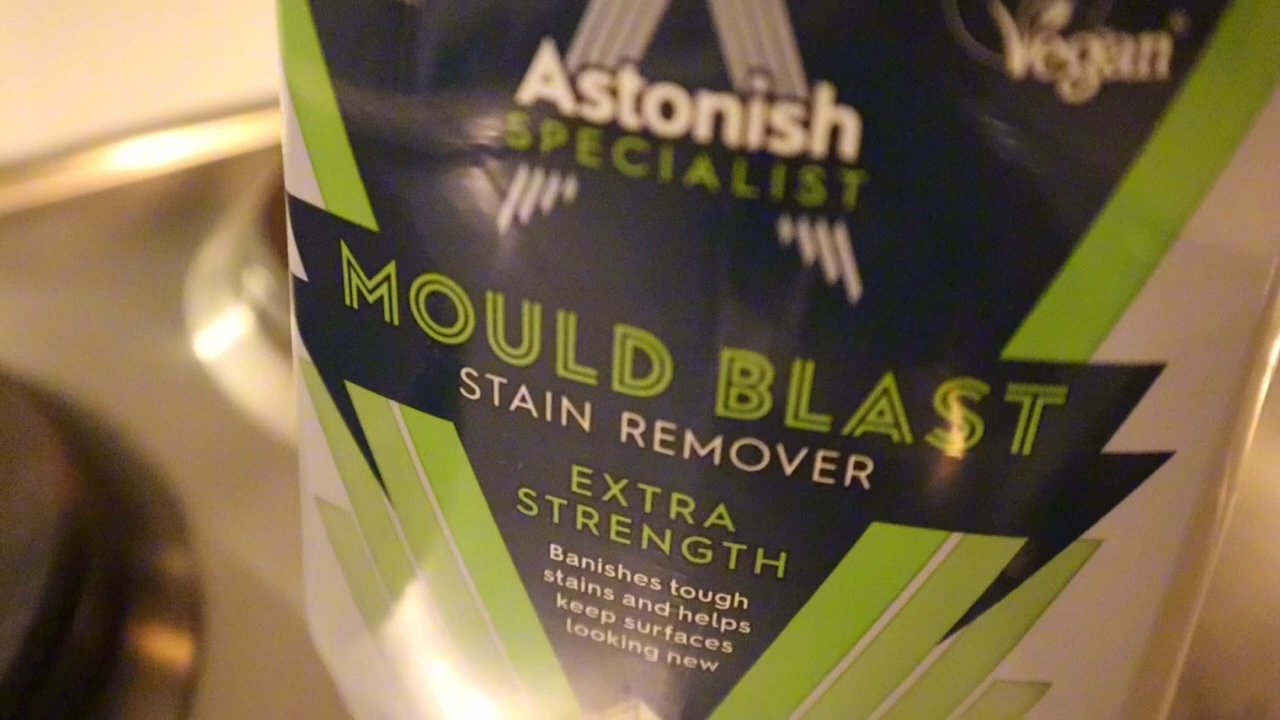 Vegan
Astonish
SPECIALIST
MOULD BLAST
STAIN REMOVER
EXTRA
STRENGTH
Banishes tough
stains and helps
keep surfaces
looking new